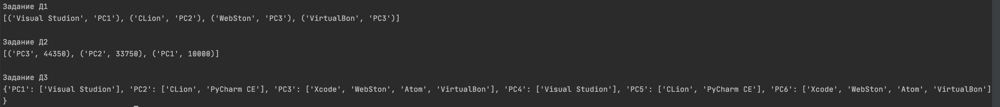 Задание Д1
[('Visual Studion', 'PC1'), ('CLion', 'PC2'), ('WebSton', 'PC3'), ('VirtualBon', 'PC3')]
Задание Д2
[('PC3', 44350), ('PC2', 33750), ('PC1', 10000)]
Задание Д3
{'PC1': ['Visual Studion'], 'PC2': ['CLion', 'PyCharm CE'], 'PC3': ['Xcode', 'WebSton', 'Atom', 'VirtualBon'], 'PC4': ['Visual Studion'], 'PC5': ['CLion', 'PyCharm CE'], 'PC6': ['Xcode', 'WebSton', 'Atom', 'VirtualBon']
}